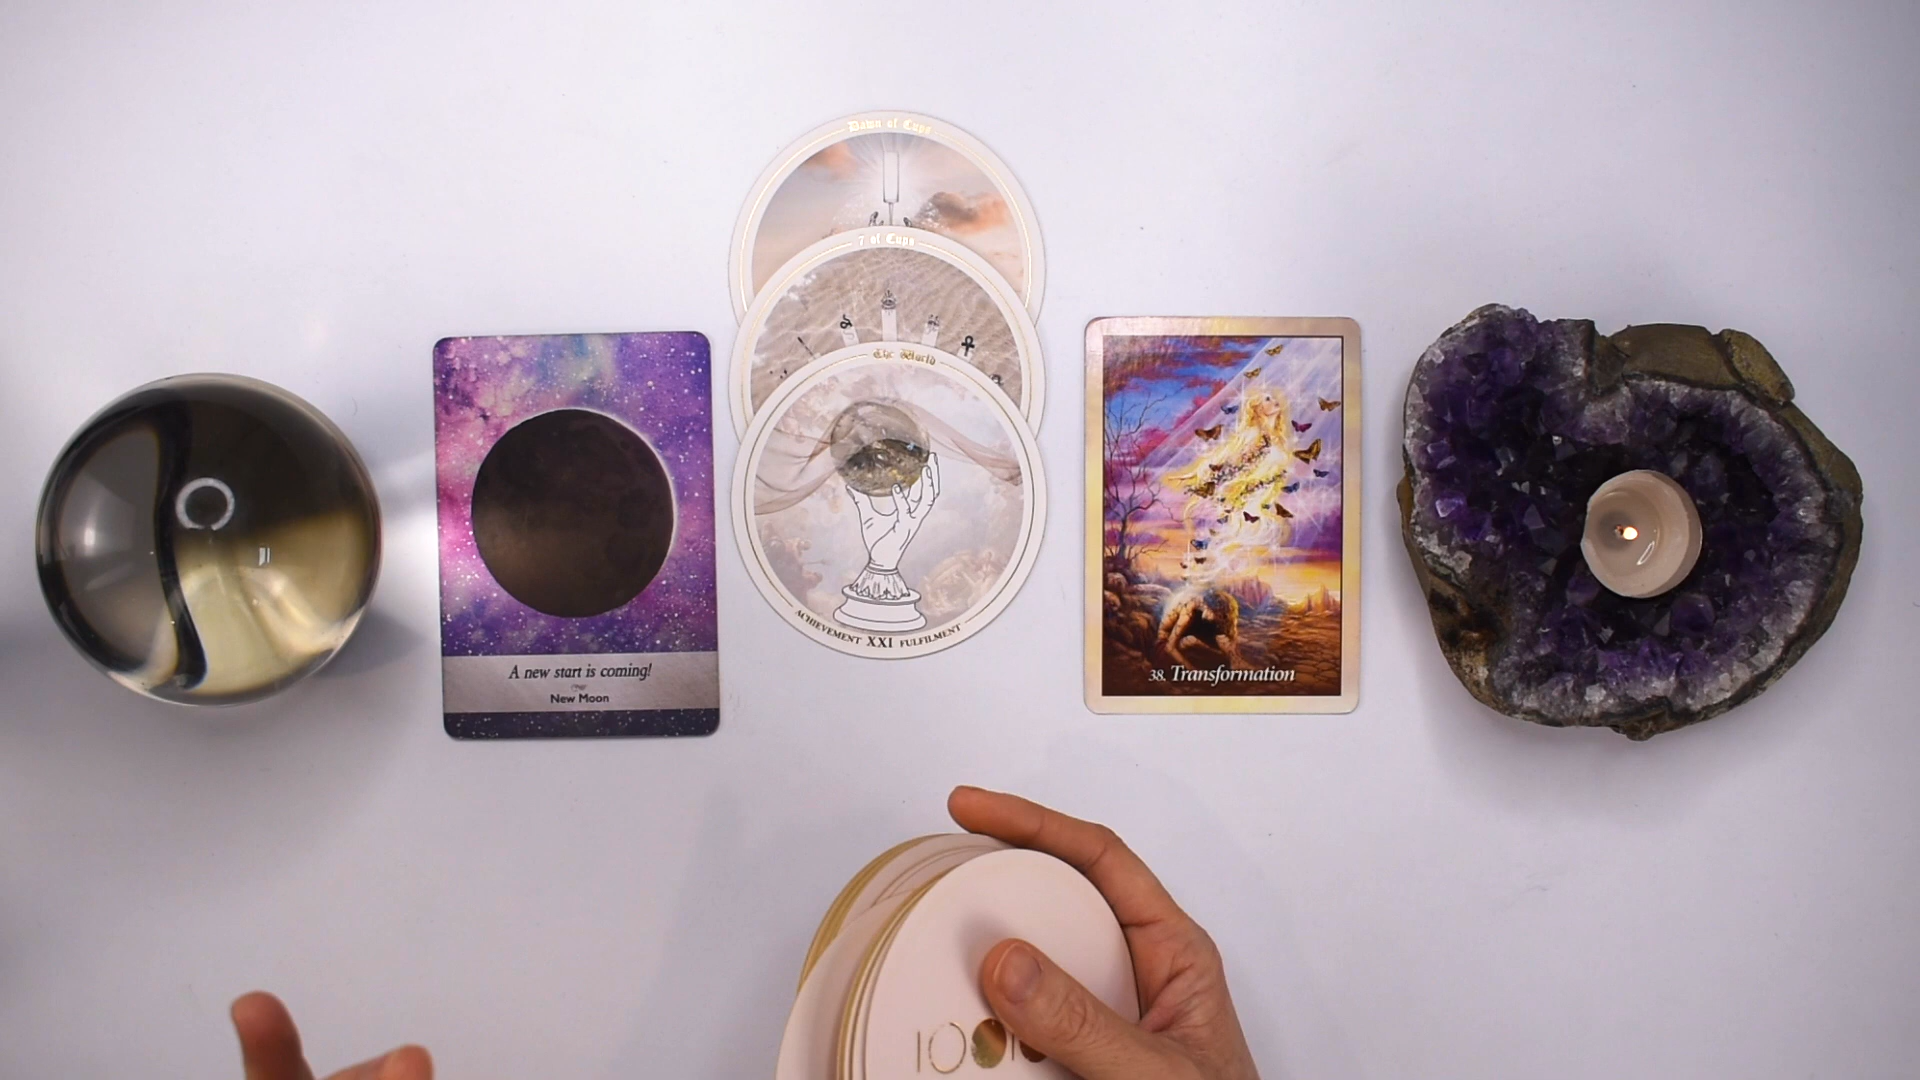 Dawn of Cups
7 of Cups
The World
ACHIEVEMENT XXI FULFILMENT
A new start is coming!
New Moon
38. Transformation